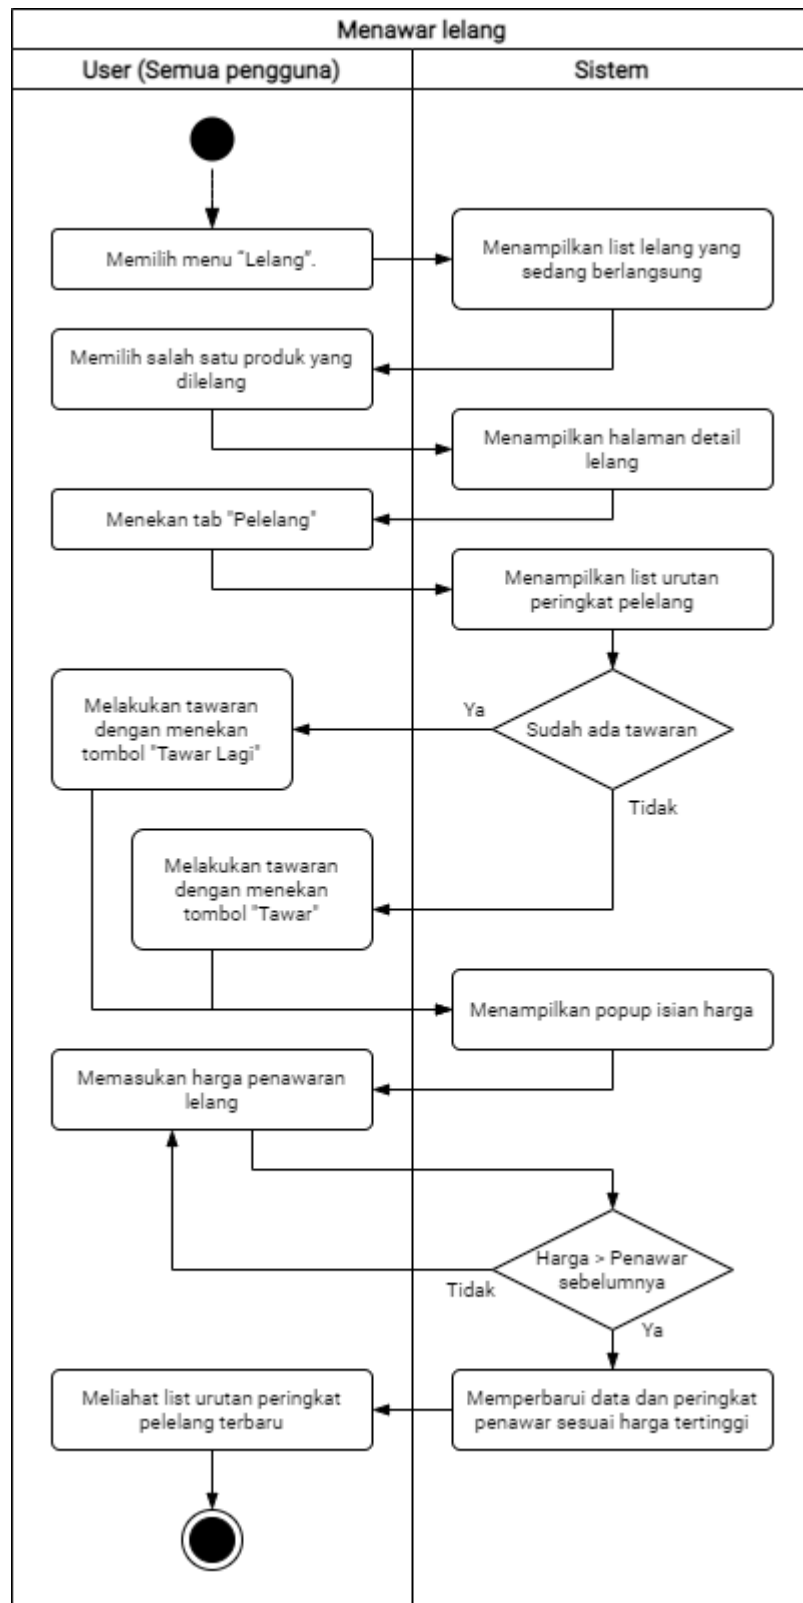 Menawar lelang
User (Semua pengguna)
Sistem
Memilih menu "Lelang".
Menampilkan list lelang yang
sedang berlangsung
Memilih salah satu produk yang
dilelang
Menampilkan halaman detail
lelang
Menekan tab "Pelelang"
Menampilkan list urutan
peringkat pelelang
Melakukan tawaran
dengan menekan
tombol "Tawar Lagi"
Ya
Sudah ada tawaran
Tidak
Melakukan tawaran
dengan menekan
tombol "Tawar"
Menampilkan popup isian harga
Memasukan harga penawaran
lelang
Harga > Penawar
sebelumnya
Tidak
Ya
Meliahat list urutan peringkat
pelelang terbaru
Memperbarui data dan peringkat
penawar sesuai harga tertinggi